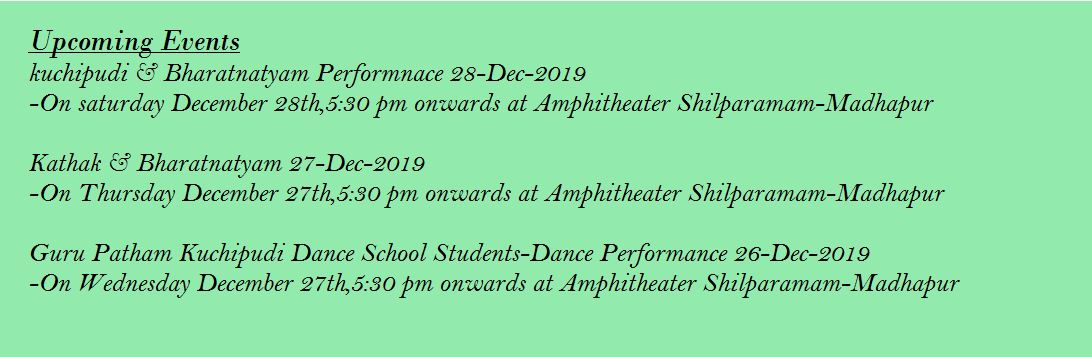 Upcoming Events
kuchipudi & Bharatnatyam Performnace 28-Dec-2019
-On saturday December 28th,5:30 pm onwards at Amphitheater Shilparamam-Madhapur
Kathak & Bharatnatyam 27-Dec-2019
-On Thursday December 27th,5:30 pm onwards at Amphitheater Shilparamam-Madhapur
Guru Patham Kuchipudi Dance School Students-Dance Performance 26-Dec-2019
-On Wednesday December 27th,5:30 pm onwards at Amphitheater Shilparamam-Madhapur